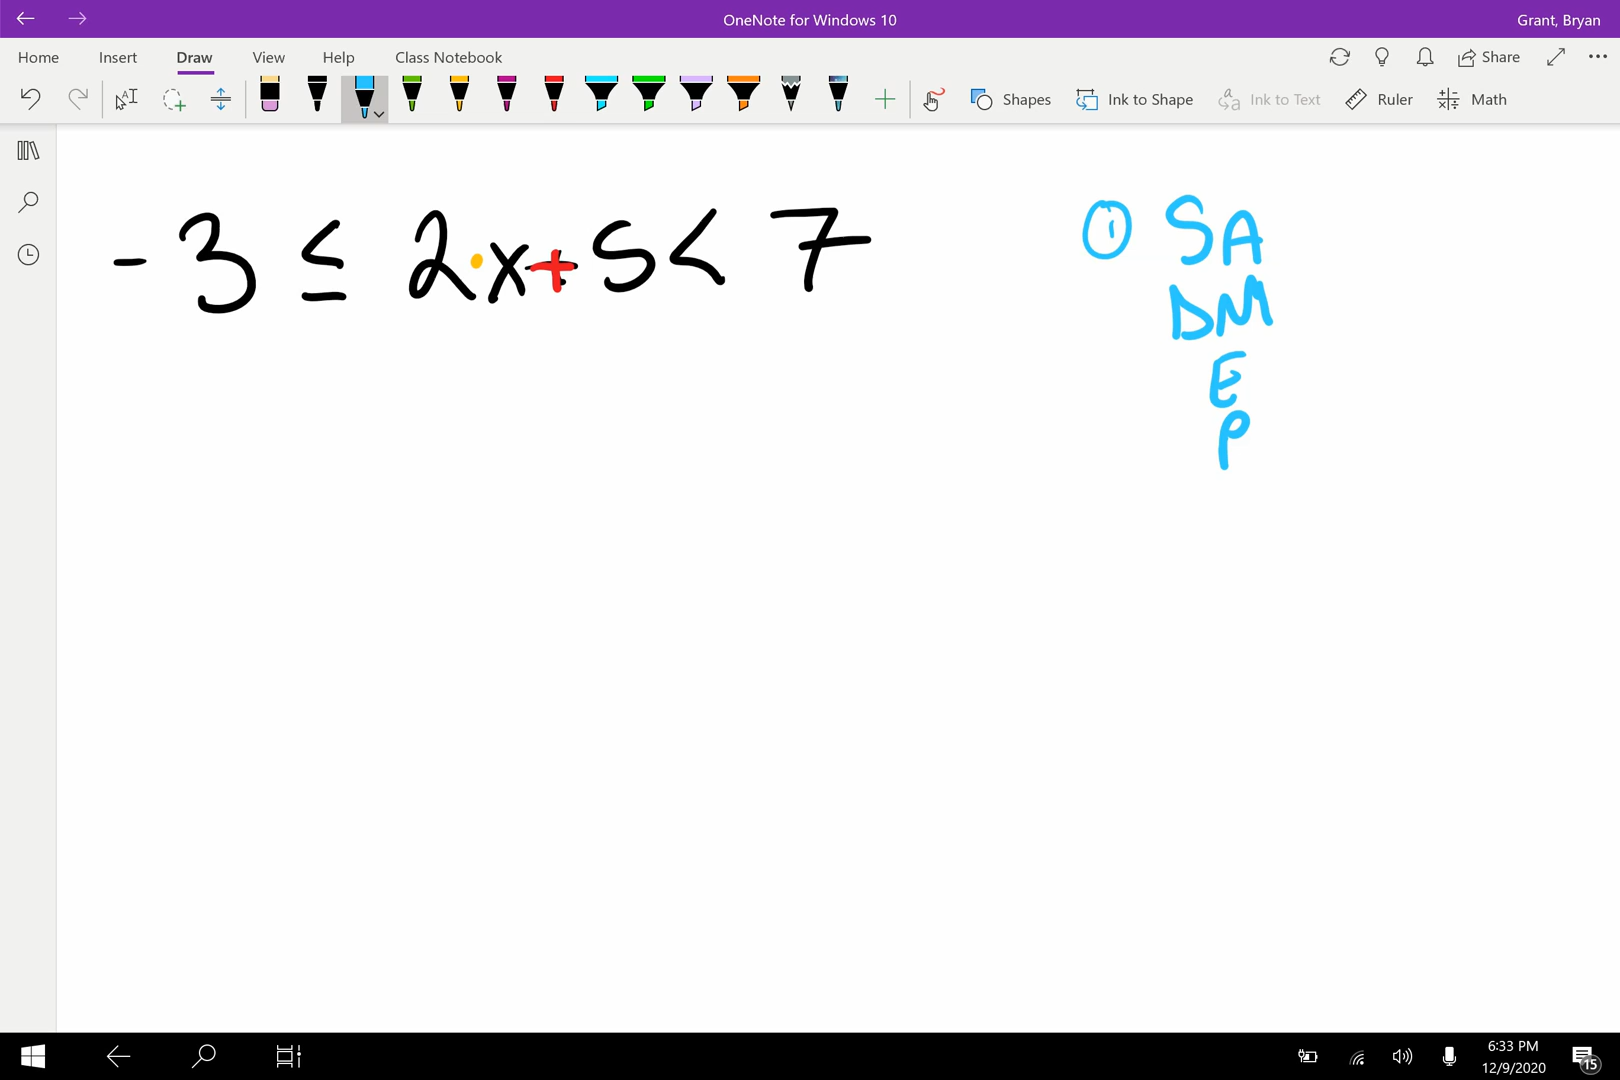 OneNote for Windows 10
Grant, Bryan
Home Insert Draw View Help Class Notebook
Share
Shapes Ink to Shape Ink to Text Ruler Math
-3 ≤ 2·x+5<7
① SA
DM
E
P
6:33 PM
12/9/2020
15